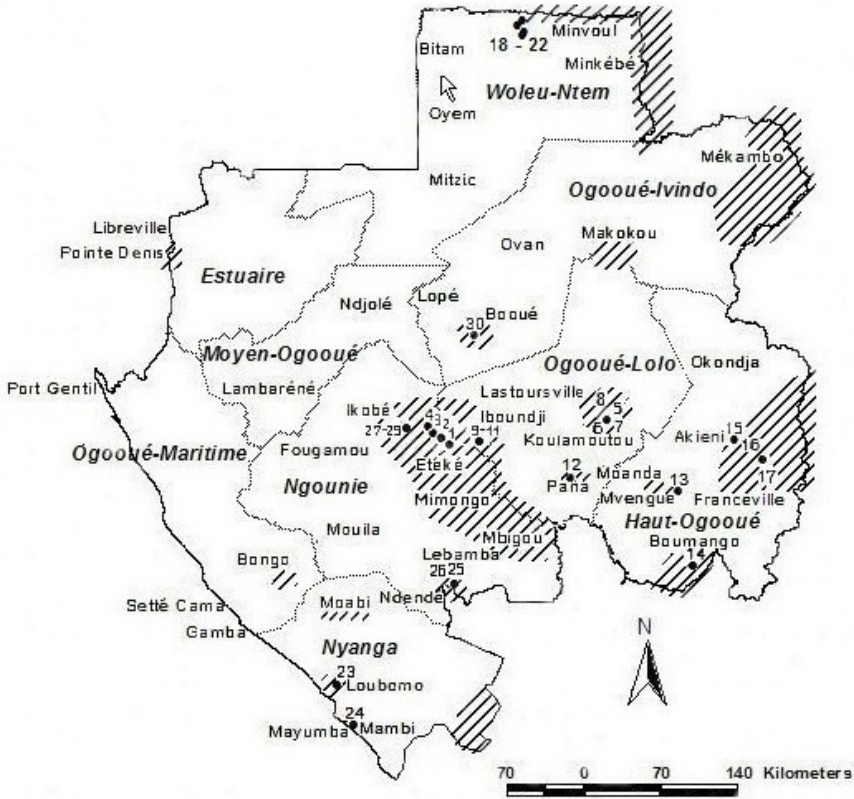 Minvoul
18 - 22
Bitam
Minkébé
Woleu-Ntem
Oyem
Mékambo
Mitzic
Ogooué-Ivindo
Libreville
Makokou
Pointe Denis
Ovan
Estuaire
Lopé
Ndjolé
Booué
30
Moyen-Ogooué
Ogooué-Lolo
Okondja
Port Gentil
Lambaréné
Lastoursville
8
5
Ikobé
4
3
2
1
Iboundji
27-29
9-11
6
7
Koulamoutou
Akieni
15
16
Ogooué-Maritime
Fougamou
Etéké
12
Pana
Moanda
13
17
Ngounie
Mimongo
Mvengué
Franceville
Haut-Ogooué
Mouila
Mbigou
Boumango
Lebamba
14
Bongo
26
25
Setté Cama
Moabi
Ndendé
Gamba
N
Nyanga
23
Loubomo
24
Mayumba
Mambi
70 0 70 140 Kilometers